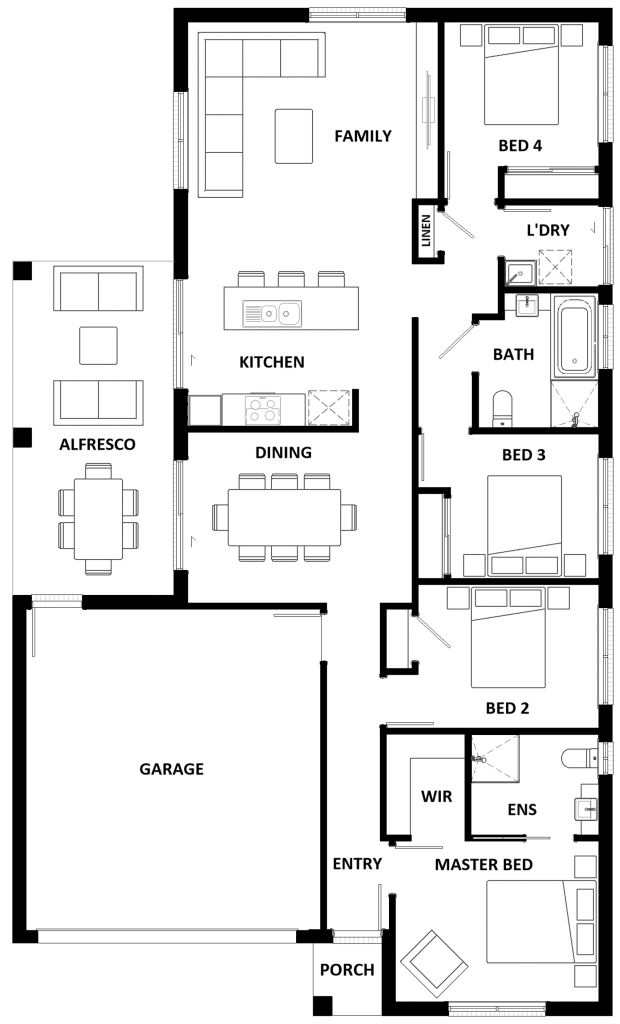 FAMILY
BED 4
LINEN
L'DRY
KITCHEN
BATH
ALFRESCO
DINING
BED 3
BED 2
GARAGE
WIR
ENS
ENTRY
MASTER BED
PORCH